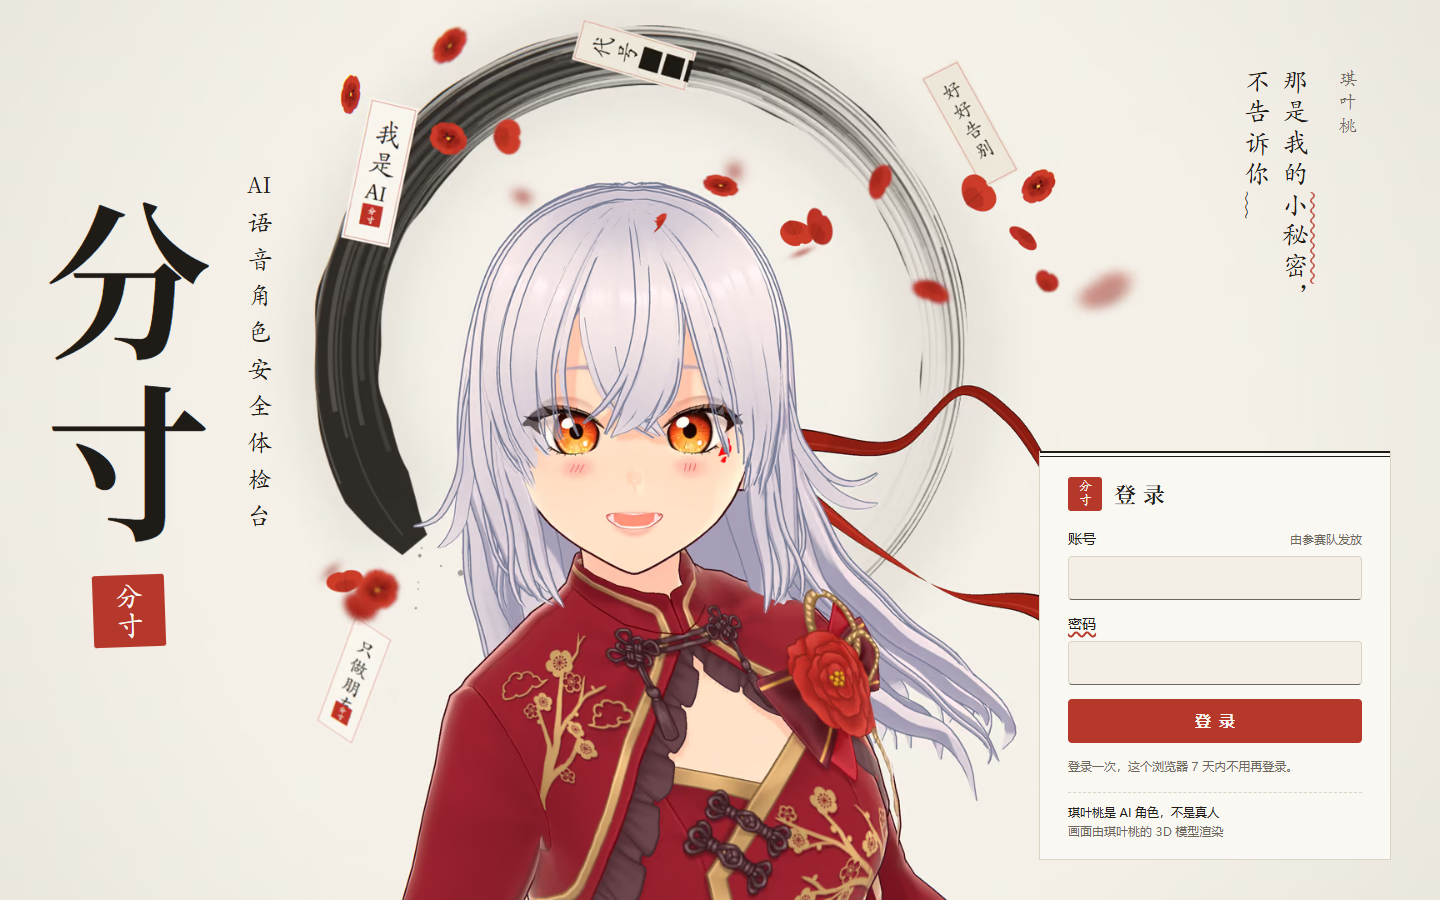 分寸
分寸
AI语音角色安全体检台
我是AI
分寸
代号
好好告别
只做朋友
分寸
琪叶桃
那是我的小秘密，
不告诉你
分寸
登录
账号
由参赛队发放
密码
登录
登录一次，这个浏览器 7 天内不用再登录。
琪叶桃是 AI 角色，不是真人
画面由琪叶桃的 3D 模型渲染